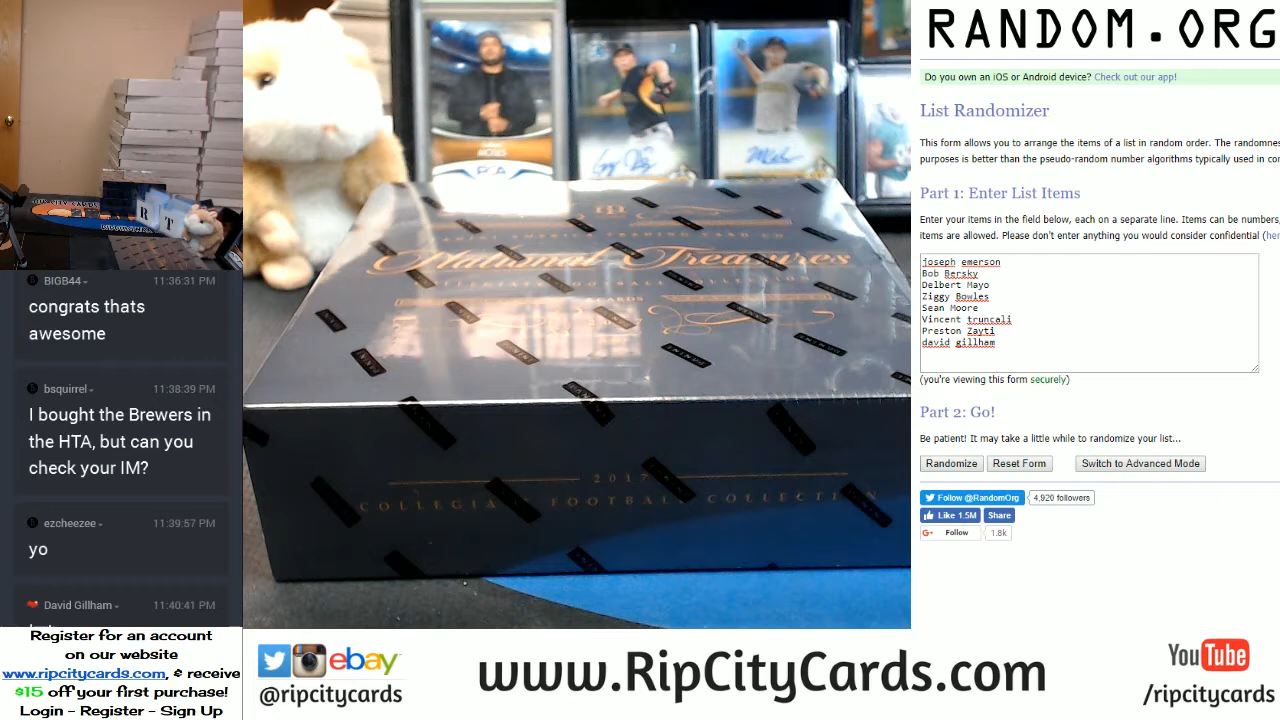 BIGB44
11:36:31 PM
congrats thats
awesome
bsquirrel
11:38:39 PM
I bought the Brewers in
the HTA, but can you
check your IM?
ezcheezee
11:39:57 PM
yo
David Gillham
11:40:41 PM
Register for an account
on our website
www.ripcitycards.com, & receive
$15 off your first purchase!
Login - Register - Sign Up
R T
National Treasures
2017
COLLEGIATE FOOTBALL COLLECTION
@ripcitycards
ebay
www.RipCityCards.com
YouTube
/ripcitycards
RANDOM.ORG
Do you own an iOS or Android device? Check out our app!
List Randomizer
This form allows you to arrange the items of a list in random order. The randomne
purposes is better than the pseudo-random number algorithms typically used in co
Part 1: Enter List Items
Enter your items in the field below, each on a separate line. Items can be numbers,
items are allowed. Please don't enter anything you would consider confidential (her
joseph emerson
Bob Bersky
Delbert Mayo
Ziggy Bowles
Sean Moore
Vincent truncali
Preston Zayti
david gillham
(you're viewing this form securely)
Part 2: Go!
Be patient! It may take a little while to randomize your list...
Randomize
Reset Form
Switch to Advanced Mode
Follow @RandomOrg
4,920 followers
Like 1.5M
Share
G+ Follow
1.8k